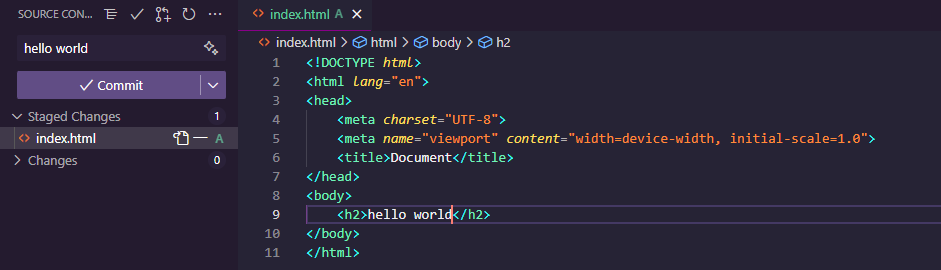 SOURCE CON...
hello world
Commit
Staged Changes 1
index.html A
Changes 0
index.html A
index.html > html > body > h2
1 <!DOCTYPE html>
2 <html lang="en">
3 <head>
4 <meta charset="UTF-8">
5 <meta name="viewport" content="width=device-width, initial-scale=1.0">
6 <title>Document</title>
7 </head>
8 <body>
9 <h2>hello world</h2>
10 </body>
11 </html>